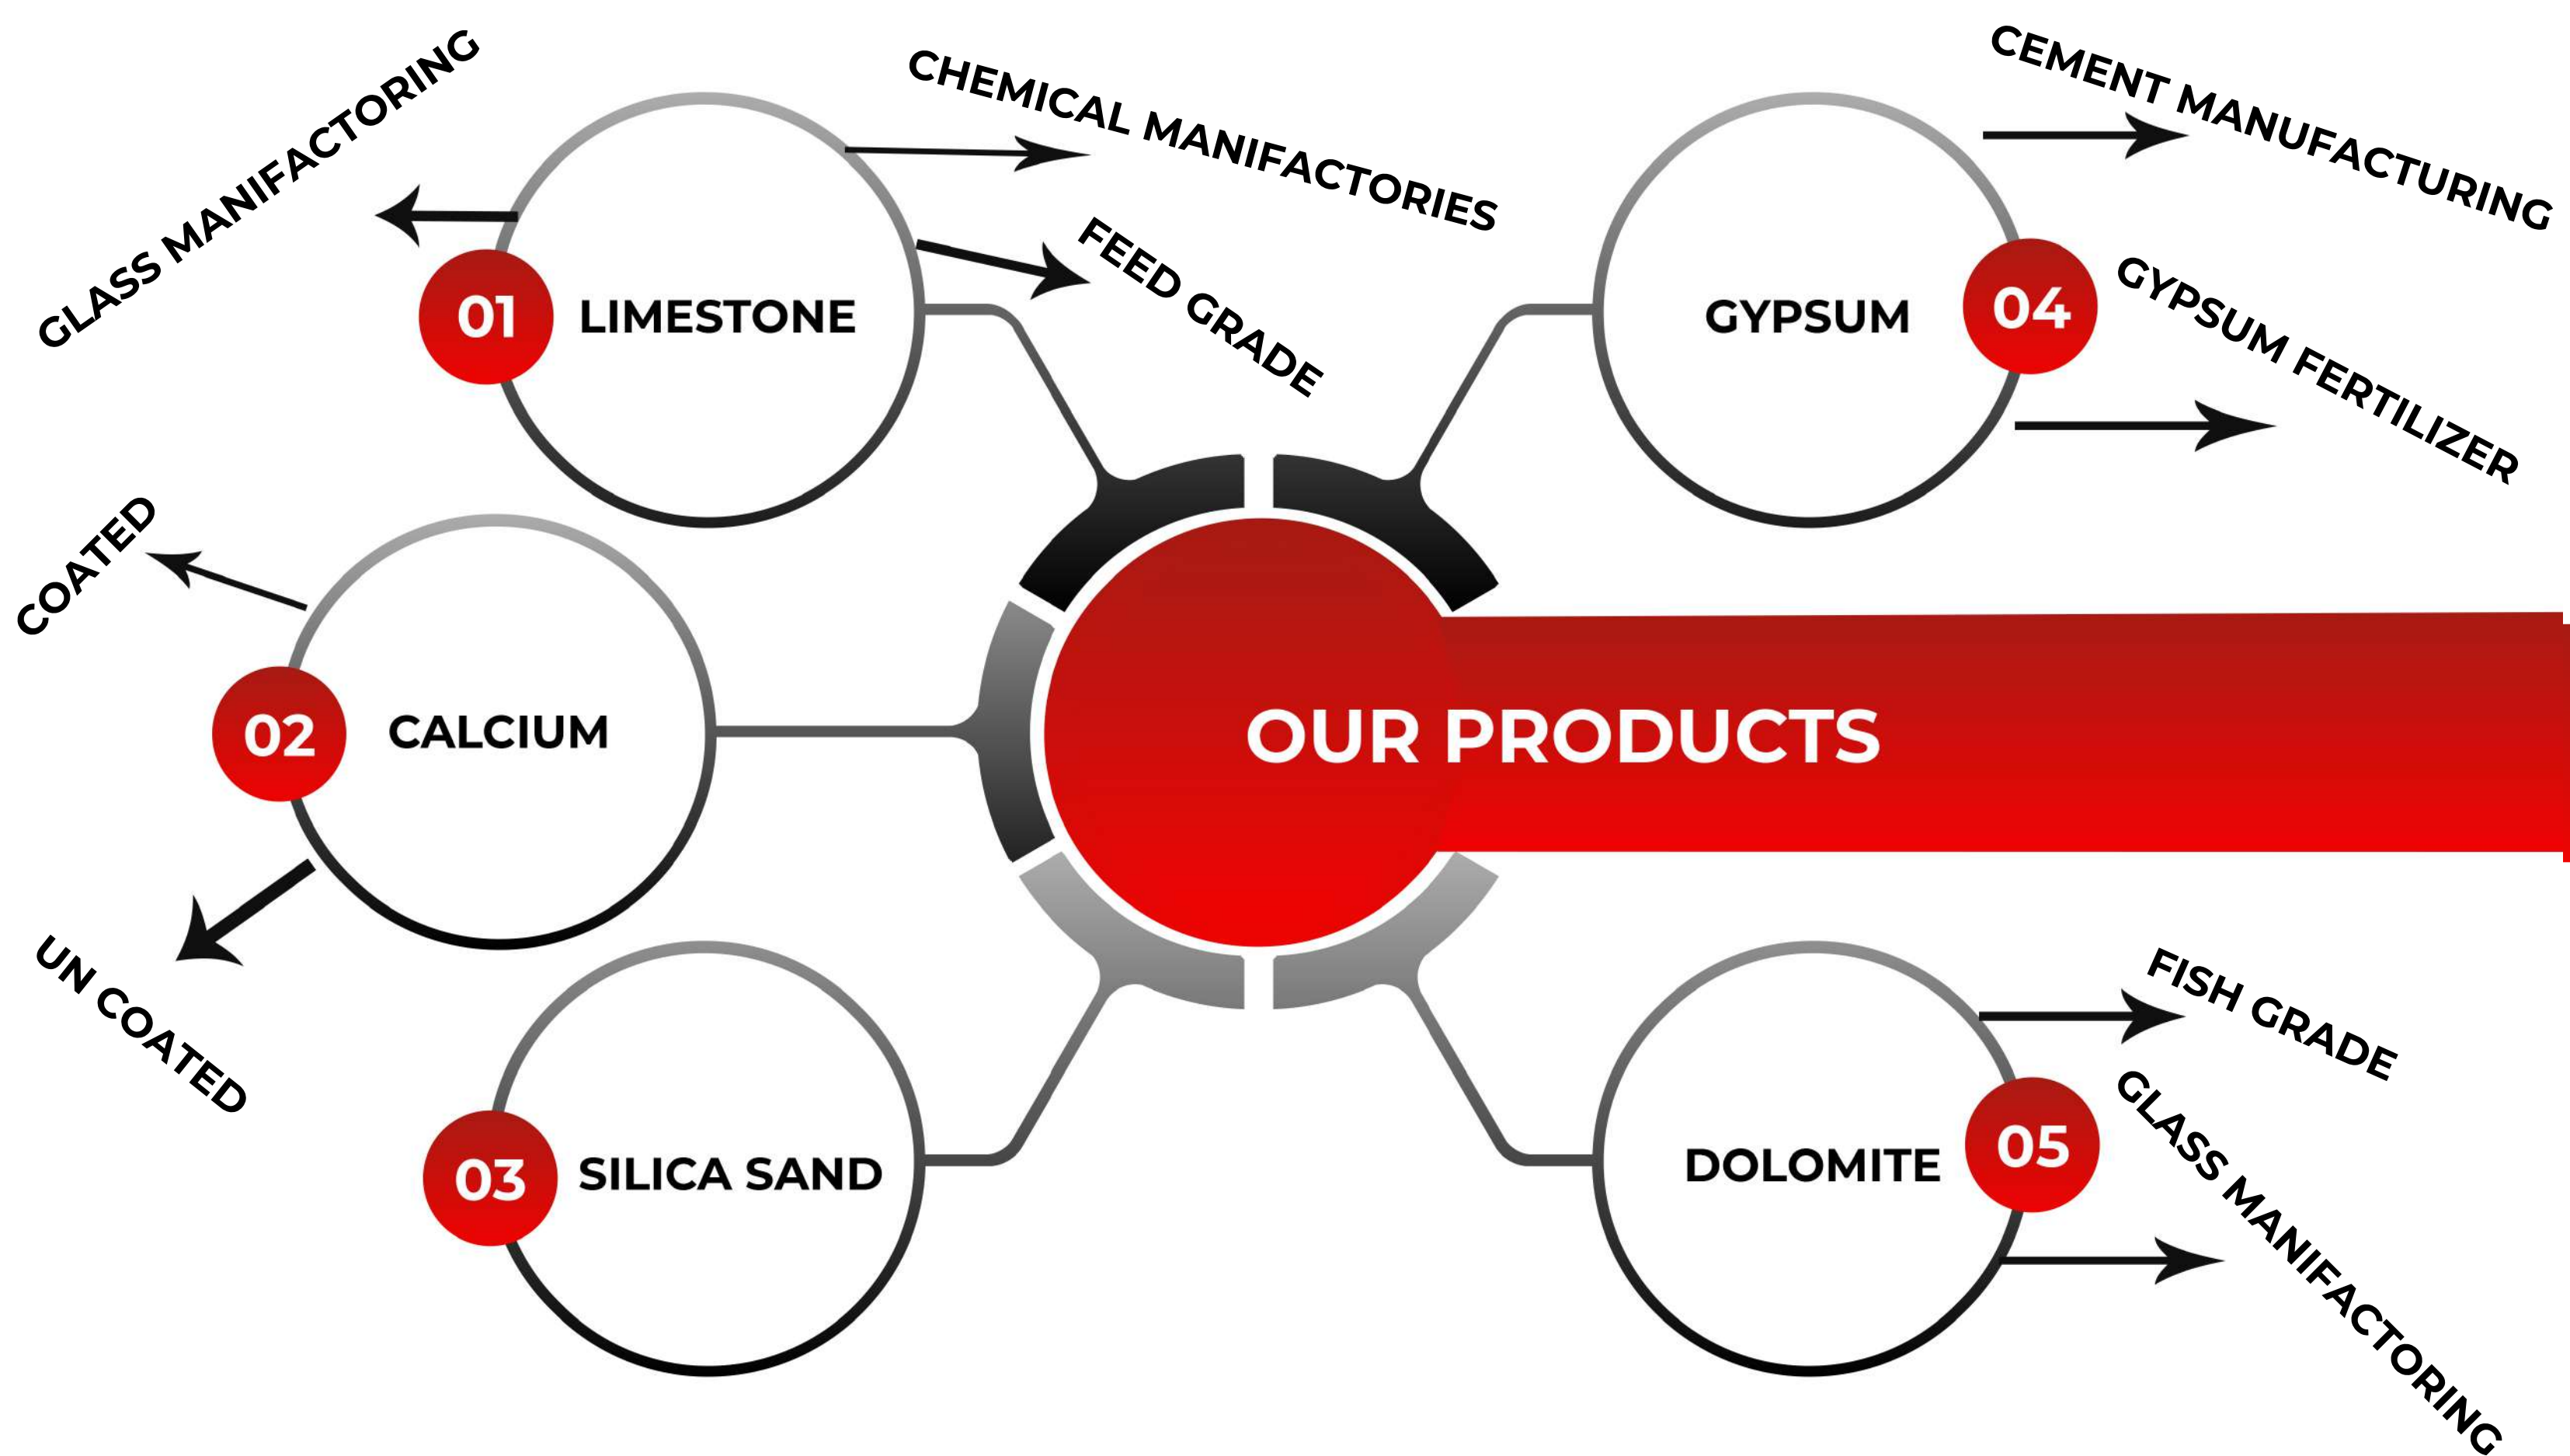 GLASS MANIFACTORING
CHEMICAL MANIFACTORIES
FEED GRADE
01
LIMESTONE
CEMENT MANUFACTURING
GYPSUM
04
GYPSUM FERTILIZER
COATED
02
CALCIUM
UN COATED
OUR PRODUCTS
03
SILICA SAND
FISH GRADE
DOLOMITE
05
GLASS MANIFACTORING